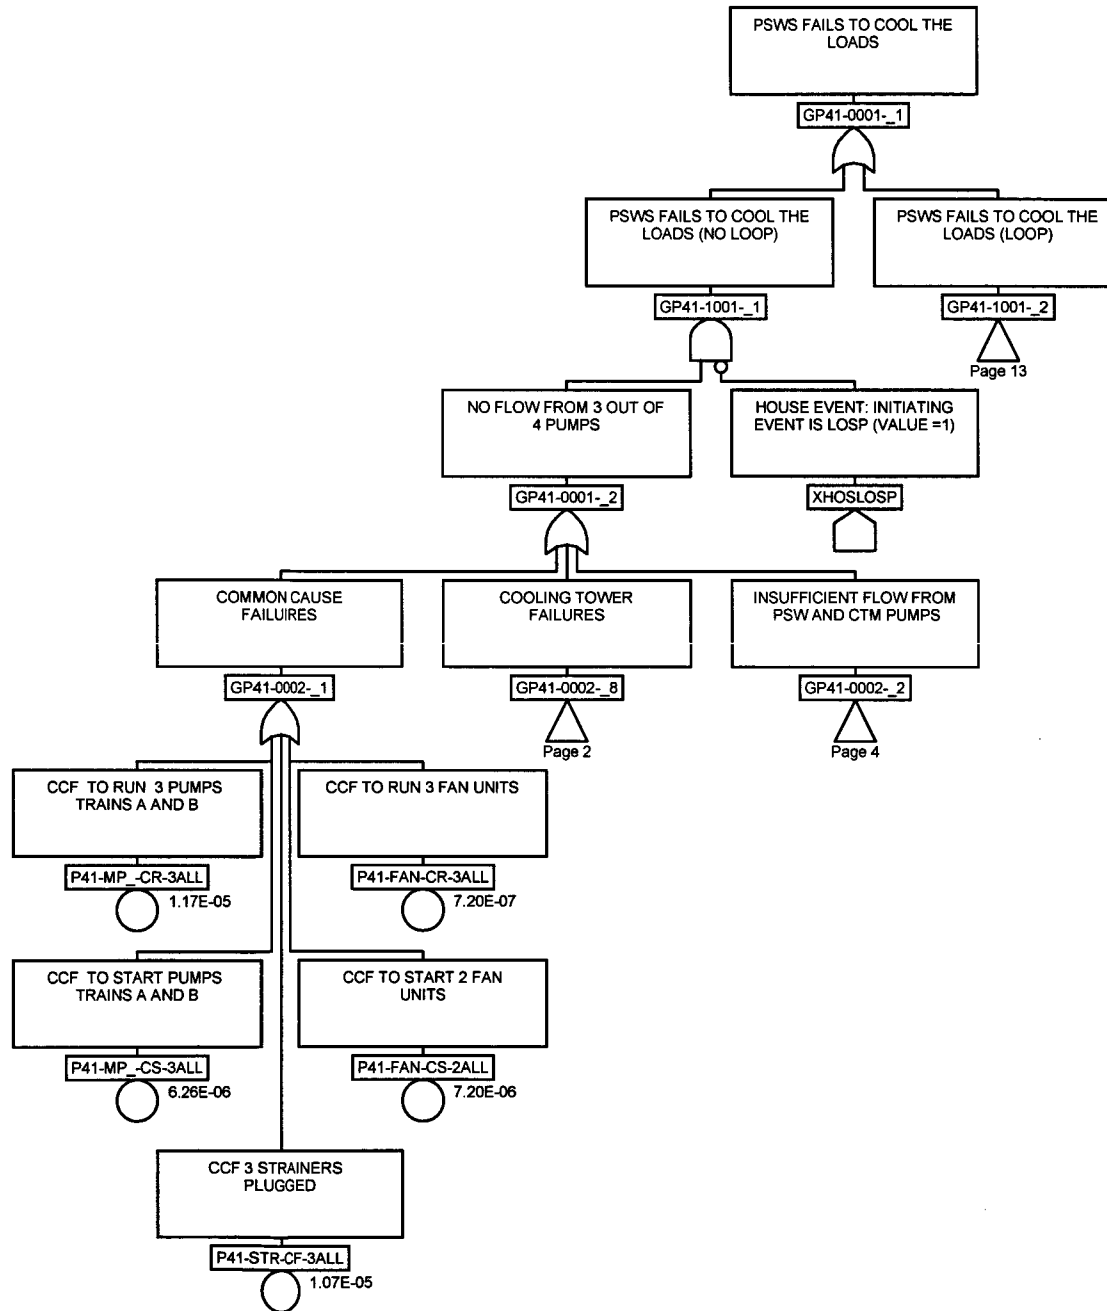 PSWS FAILS TO COOL THE
LOADS
GP41-0001-_1
PSWS FAILS TO COOL THE
LOADS (NO LOOP)
GP41-1001-_1
PSWS FAILS TO COOL THE
LOADS (LOOP)
GP41-1001-_2
Page 13
NO FLOW FROM 3 OUT OF
4 PUMPS
GP41-0001-_2
HOUSE EVENT: INITIATING
EVENT IS LOSP (VALUE =1)
XHOSLOSP
COMMON CAUSE
FAILUIRES
GP41-0002-_1
COOLING TOWER
FAILURES
GP41-0002-_8
Page 2
INSUFFICIENT FLOW FROM
PSW AND CTM PUMPS
GP41-0002-_2
Page 4
CCF TO RUN 3 PUMPS
TRAINS A AND B
P41-MP_-CR-3ALL
1.17E-05
CCF TO RUN 3 FAN UNITS
P41-FAN-CR-3ALL
7.20E-07
CCF TO START PUMPS
TRAINS A AND B
P41-MP_-CS-3ALL
6.26E-06
CCF TO START 2 FAN
UNITS
P41-FAN-CS-2ALL
7.20E-06
CCF 3 STRAINERS
PLUGGED
P41-STR-CF-3ALL
1.07E-05